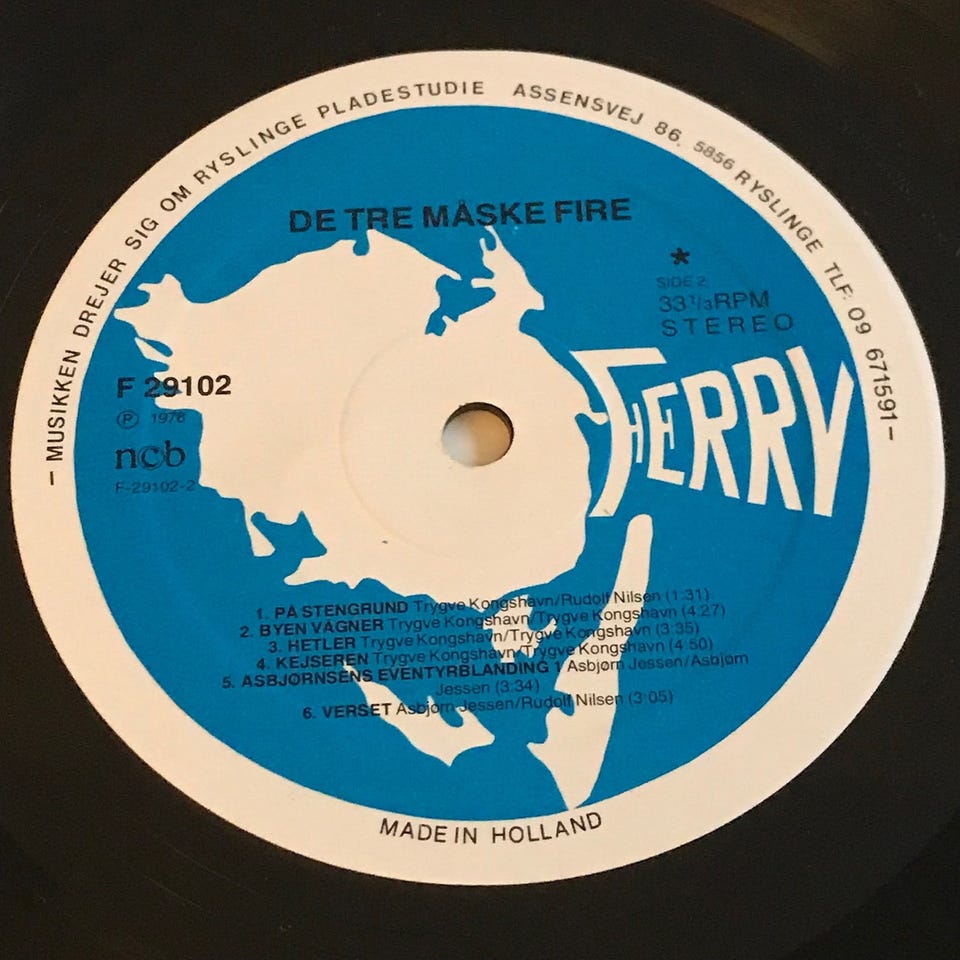 – MUSIKKEN DREJER SIG OM RYSLINGE PLADESTUDIE ASSENSVEJ 86, 5856 RYSLINGE TLF: 09 671591 –
DE TRE MÅSKE FIRE
*
SIDE 2
33 1/3 RPM
STEREO
F 29102
Ⓟ 1978
ncb
F-29102-2
FHERRY
1. PÅ STENGRUND Trygve Kongshavn/Rudolf Nilsen (1:31)
2. BYEN VÅGNER Trygve Kongshavn/Trygve Kongshavn (4:27)
3. HETLER Trygve Kongshavn/Trygve Kongshavn (3:35)
4. KEJSEREN Trygve Kongshavn/Trygve Kongshavn (4:50)
5. ASBJØRNSENS EVENTYRBLANDING 1 Asbjørn Jessen/Asbjørn
Jessen (3:34)
6. VERSET Asbjørn Jessen/Rudolf Nilsen (3:05)
MADE IN HOLLAND